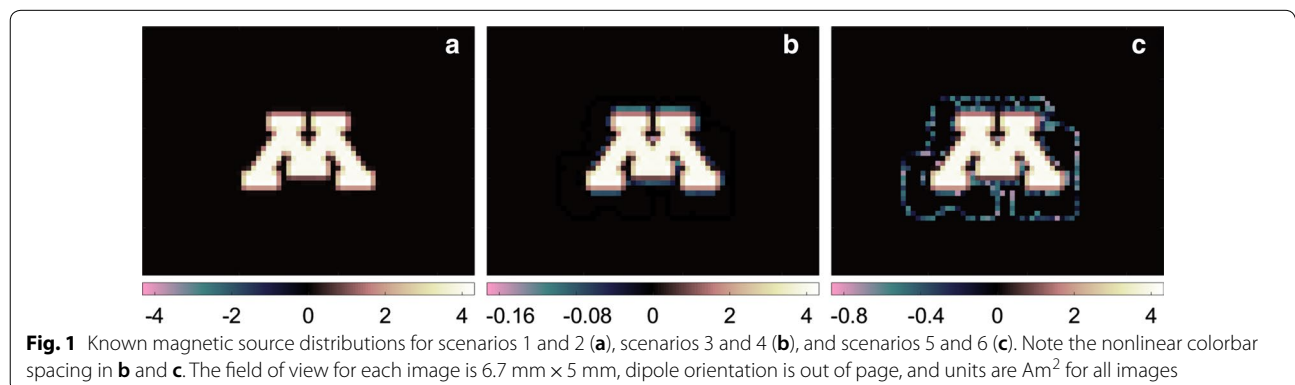 a
b
c
-4 -2 0 2 4
-0.16 -0.08 0 2 4
-0.8 -0.4 0 2 4
Fig. 1 Known magnetic source distributions for scenarios 1 and 2 (a), scenarios 3 and 4 (b), and scenarios 5 and 6 (c). Note the nonlinear colorbar
spacing in b and c. The field of view for each image is 6.7 mm × 5 mm, dipole orientation is out of page, and units are Am² for all images